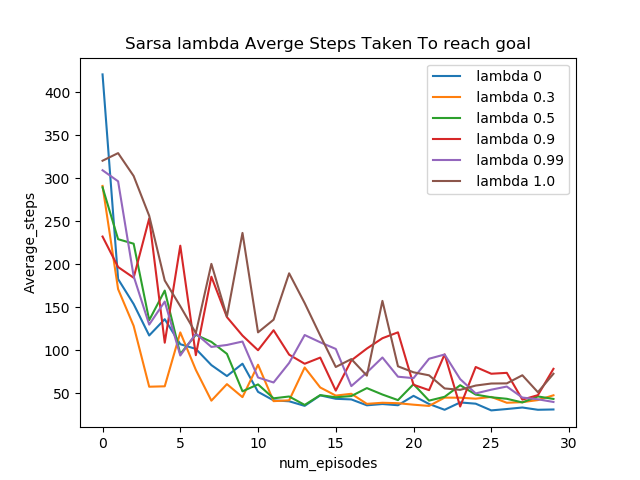 Sarsa lambda Averge Steps Taken To reach goal
lambda 0
lambda 0.3
lambda 0.5
lambda 0.9
lambda 0.99
lambda 1.0
400
350
300
250
200
150
100
50
Average_steps
0 5 10 15 20 25 30
num_episodes